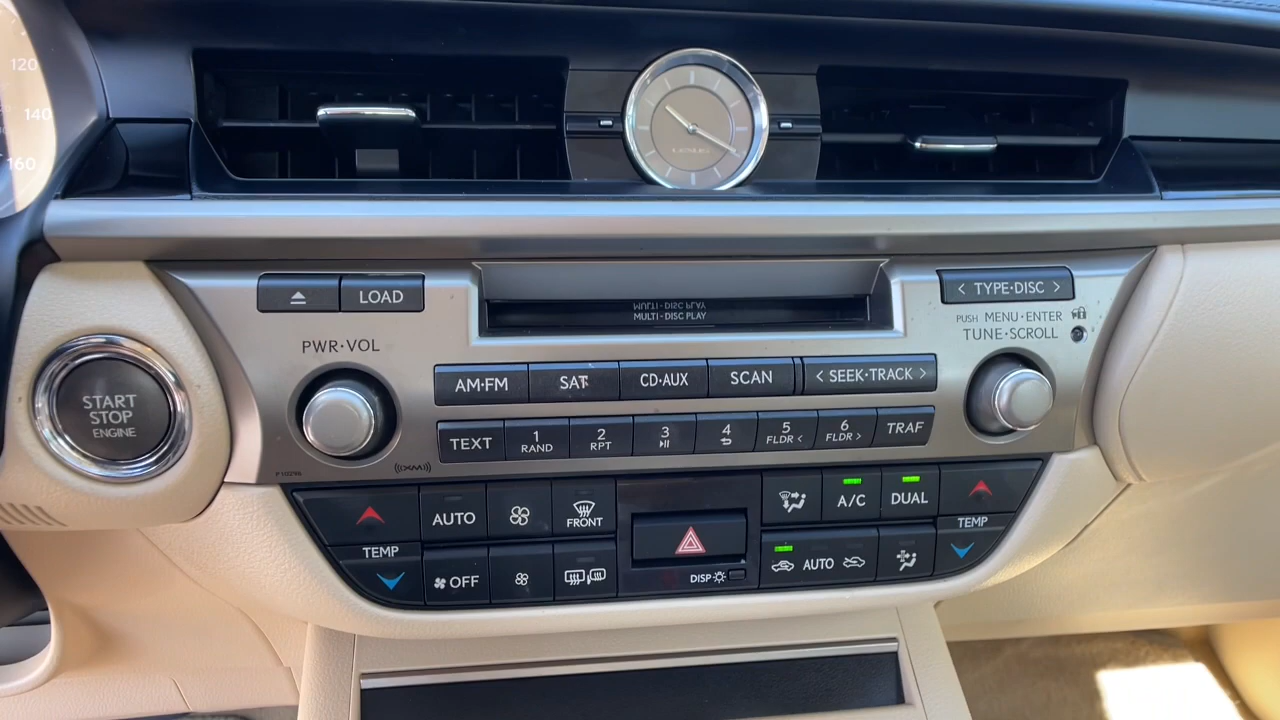 120
140
160
LEXUS
LOAD
MULTI-DISC PLAY
< TYPE·DISC >
PUSH MENU·ENTER
TUNE·SCROLL
PWR·VOL
START
STOP
ENGINE
AM·FM
SAT
CD·AUX
SCAN
< SEEK·TRACK >
TEXT
1
RAND
2
RPT
3
4
5
FLDR <
6
FLDR >
TRAF
((XM))
AUTO
FRONT
A/C
DUAL
TEMP
OFF
DISP
AUTO
TEMP